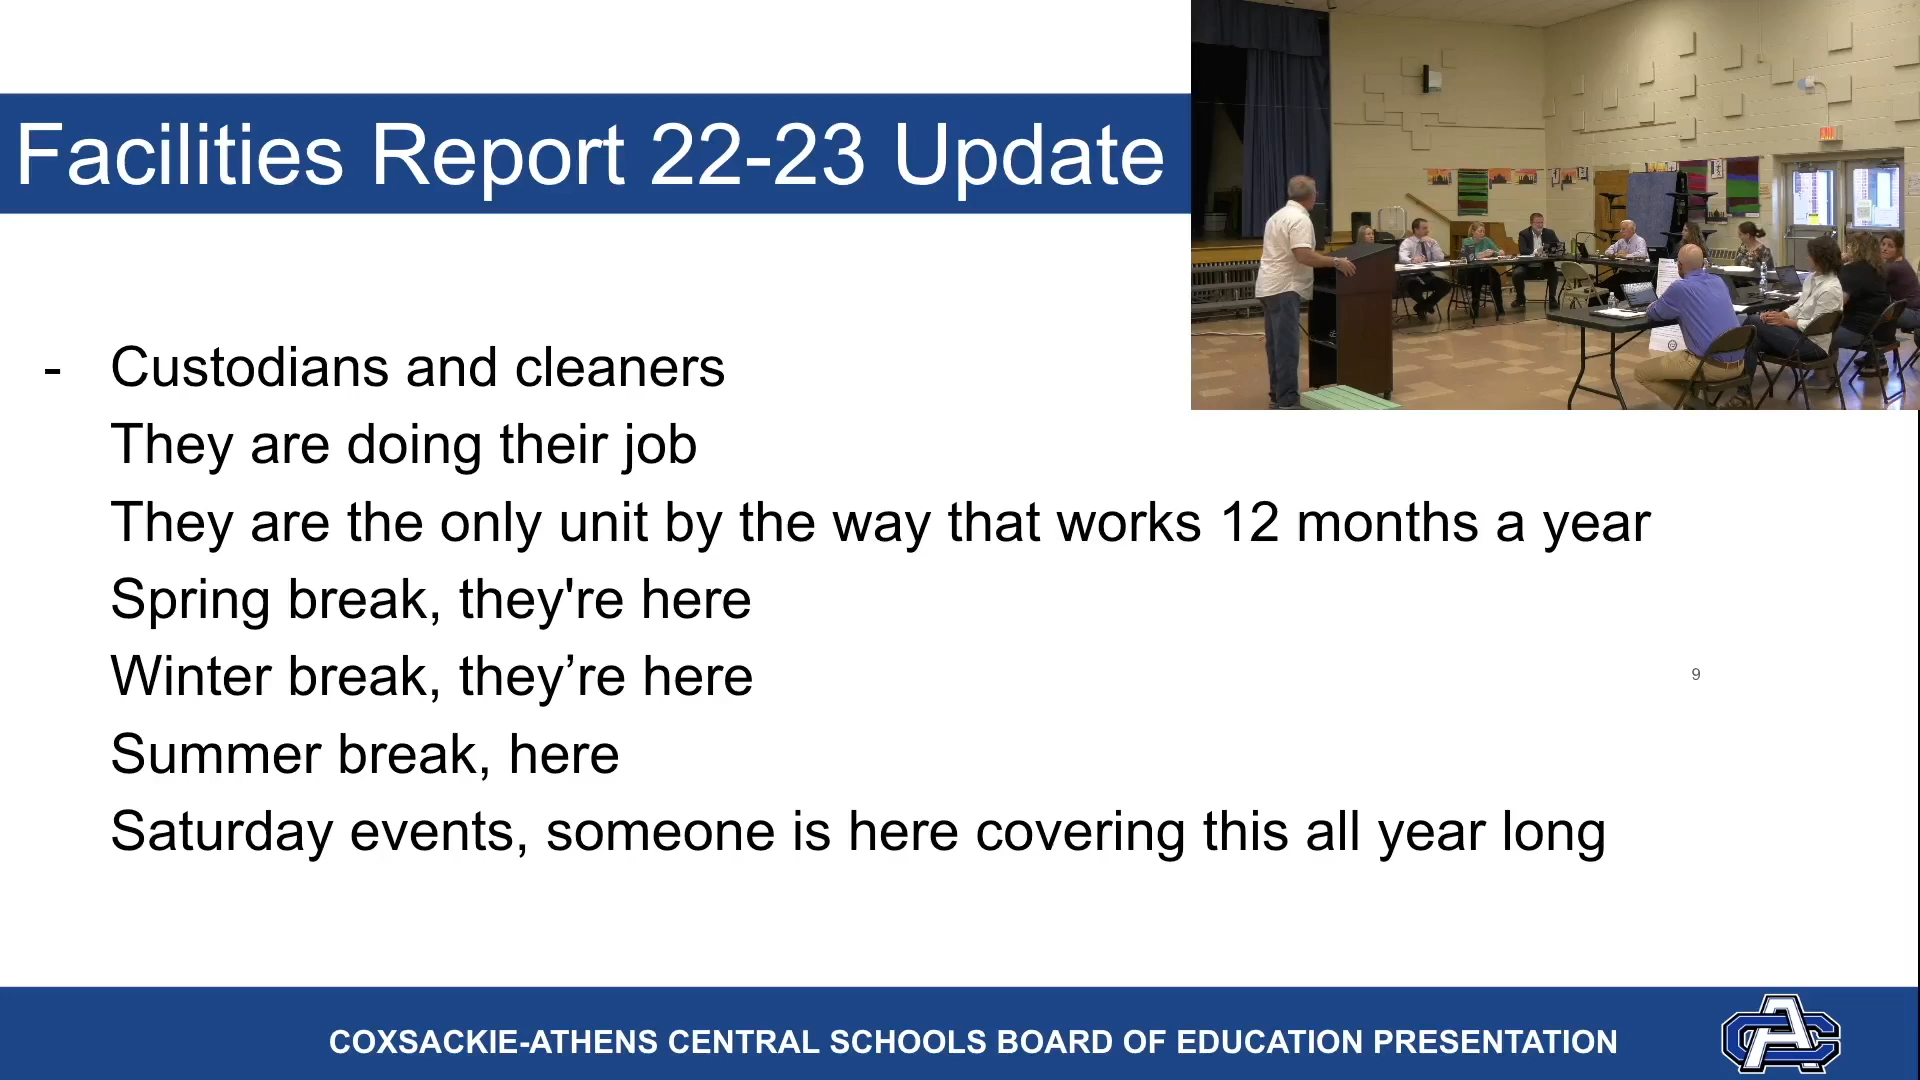 Facilities Report 22-23 Update
- Custodians and cleaners
They are doing their job
They are the only unit by the way that works 12 months a year
Spring break, they're here
Winter break, they’re here
9
Summer break, here
Saturday events, someone is here covering this all year long
COXSACKIE-ATHENS CENTRAL SCHOOLS BOARD OF EDUCATION PRESENTATION
CA